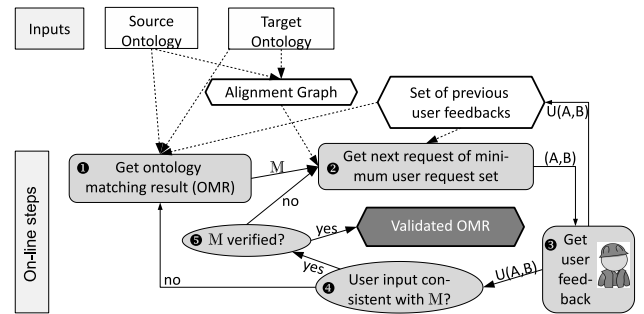 Inputs
Source
Ontology
Target
Ontology
Alignment Graph
Set of previous
user feedbacks
U(A,B)
On-line steps
❶ Get ontology
matching result (OMR)
M
❷ Get next request of mini-
mum user request set
(A,B)
no
❺ M verified?
yes
Validated OMR
❸ Get
user
feed-
back
U(A,B)
yes
no
❹ User input con-
sistent with M?